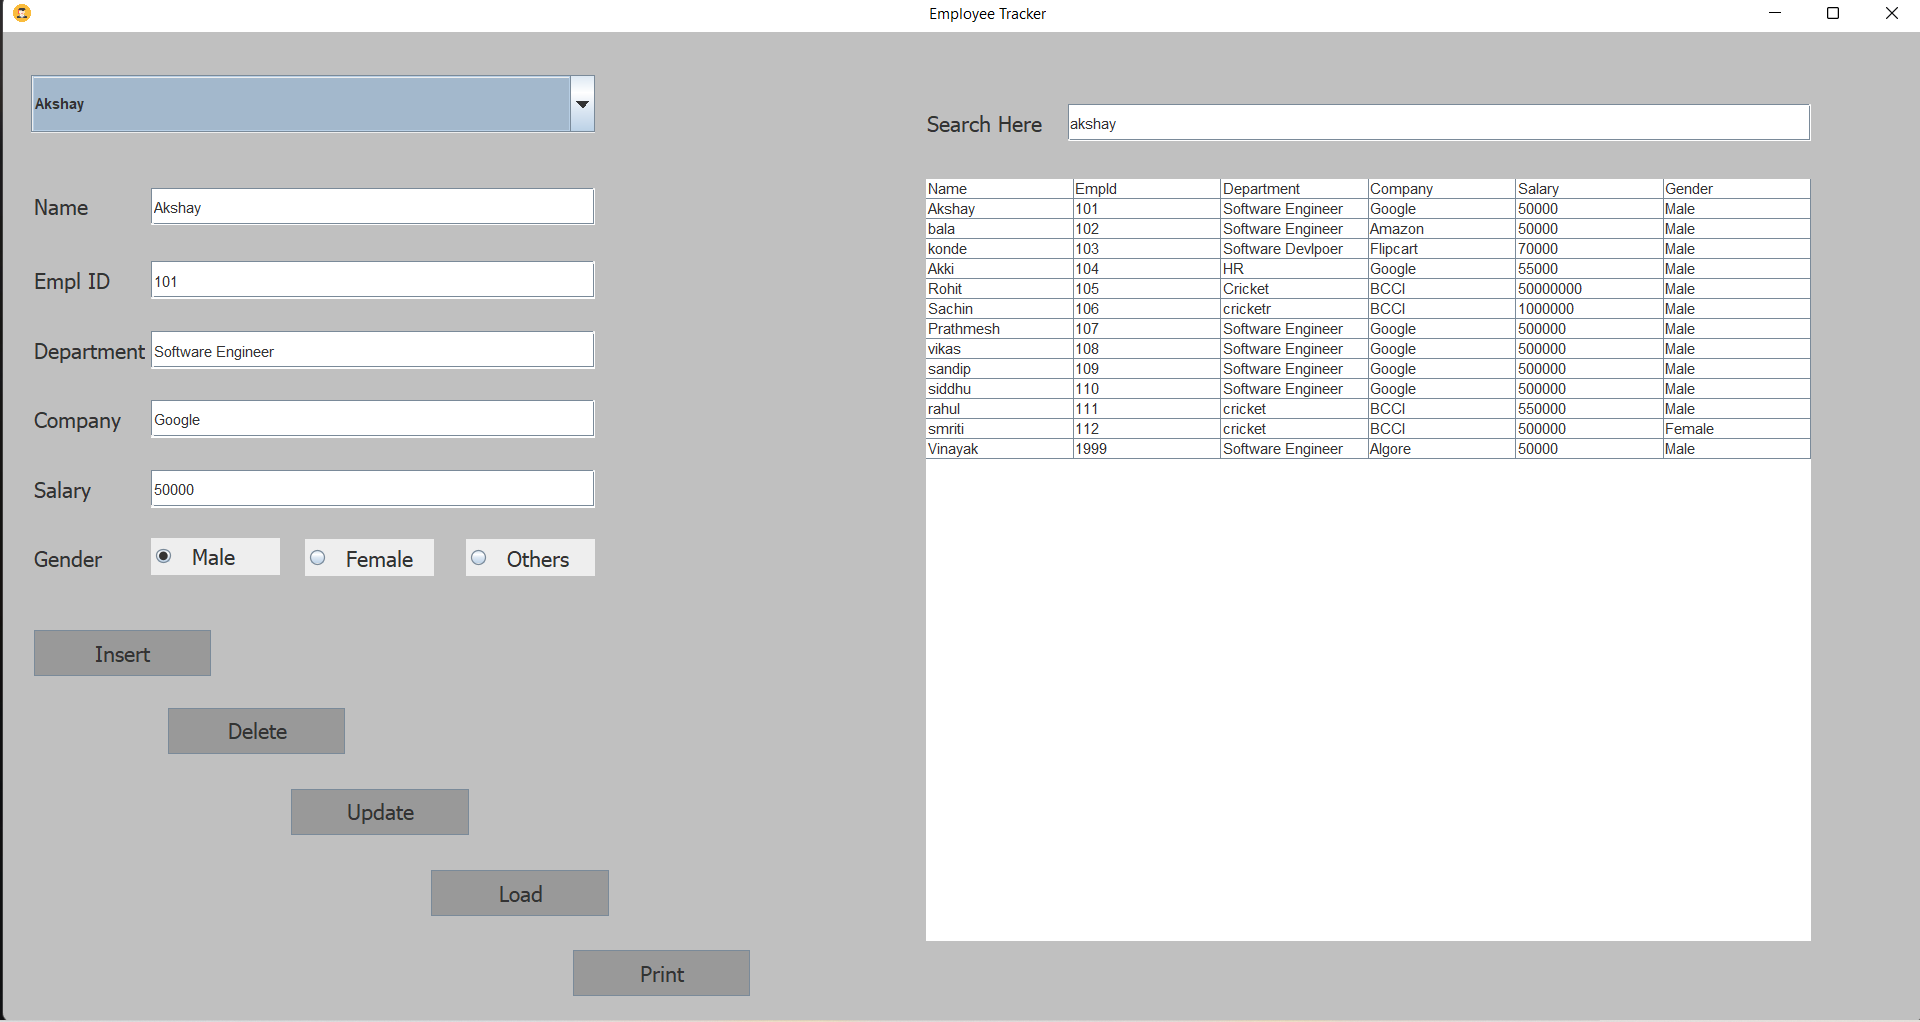 Employee Tracker
Akshay
Name Akshay
Empl ID 101
Department Software Engineer
Company Google
Salary 50000
Gender Male Female Others
Insert
Delete
Update
Load
Print
Search Here akshay
Name EmpId Department Company Salary Gender
Akshay 101 Software Engineer Google 50000 Male
bala 102 Software Engineer Amazon 50000 Male
konde 103 Software Devlpoer Flipcart 70000 Male
Akki 104 HR Google 55000 Male
Rohit 105 Cricket BCCI 50000000 Male
Sachin 106 cricketr BCCI 1000000 Male
Prathmesh 107 Software Engineer Google 500000 Male
vikas 108 Software Engineer Google 500000 Male
sandip 109 Software Engineer Google 500000 Male
siddhu 110 Software Engineer Google 500000 Male
rahul 111 cricket BCCI 550000 Male
smriti 112 cricket BCCI 500000 Female
Vinayak 1999 Software Engineer Algore 50000 Male